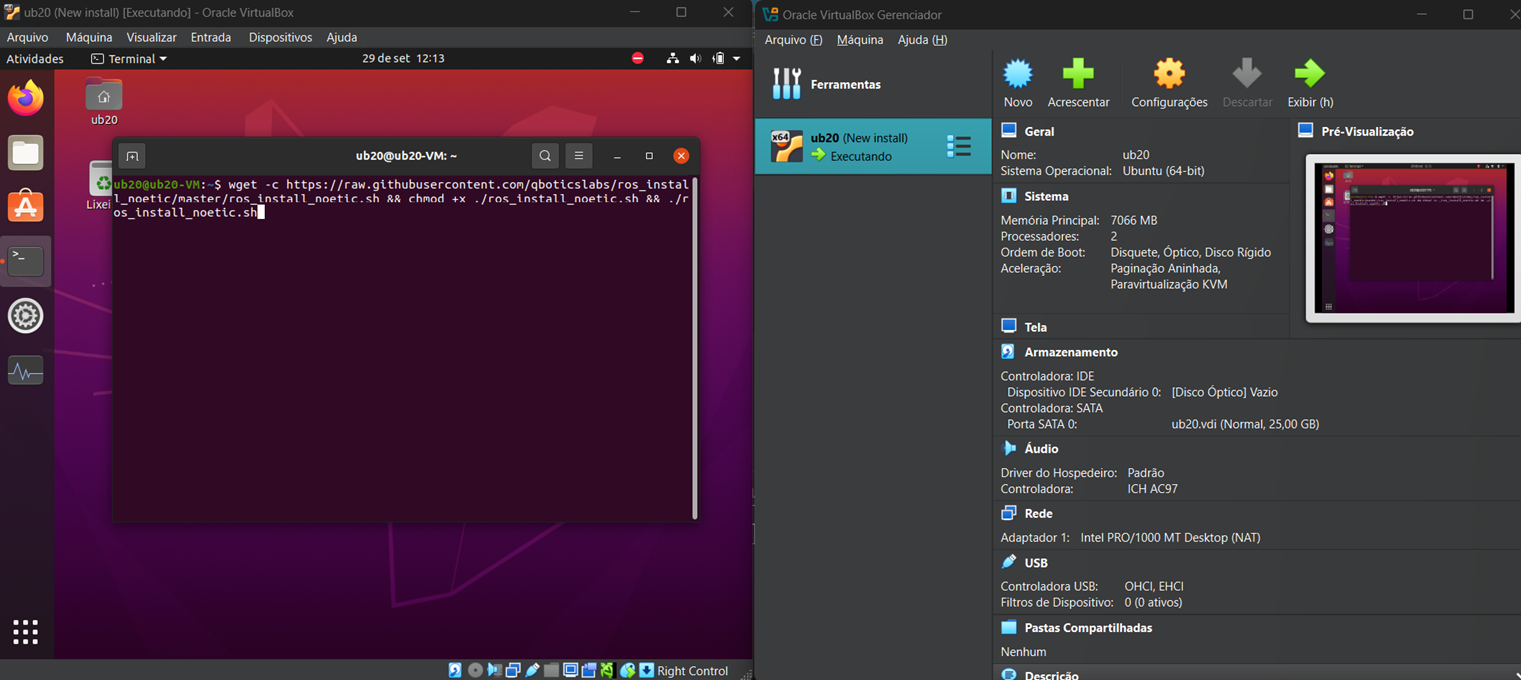 ub20 (New install) [Executando] - Oracle VirtualBox
Arquivo Máquina Visualizar Entrada Dispositivos Ajuda
Atividades Terminal 29 de set 12:13
ub20
Lixei
ub20@ub20-VM: ~
ub20@ub20-VM:~$ wget -c https://raw.githubusercontent.com/qboticslabs/ros_instal
l_noetic/master/ros_install_noetic.sh && chmod +x ./ros_install_noetic.sh && ./r
os_install_noetic.sh
Right Control
Oracle VirtualBox Gerenciador
Arquivo (F) Máquina Ajuda (H)
Ferramentas
x64
ub20 (New install)
Executando
Novo Acrescentar Configurações Descartar Exibir (h)
Geral
Nome: ub20
Sistema Operacional: Ubuntu (64-bit)
Pré-Visualização
Sistema
Memória Principal: 7066 MB
Processadores: 2
Ordem de Boot: Disquete, Óptico, Disco Rígido
Aceleração: Paginação Aninhada,
Paravirtualização KVM
Tela
Armazenamento
Controladora: IDE
Dispositivo IDE Secundário 0: [Disco Óptico] Vazio
Controladora: SATA
Porta SATA 0: ub20.vdi (Normal, 25,00 GB)
Áudio
Driver do Hospedeiro: Padrão
Controladora: ICH AC97
Rede
Adaptador 1: Intel PRO/1000 MT Desktop (NAT)
USB
Controladora USB: OHCI, EHCI
Filtros de Dispositivo: 0 (0 ativos)
Pastas Compartilhadas
Nenhum
Descrição